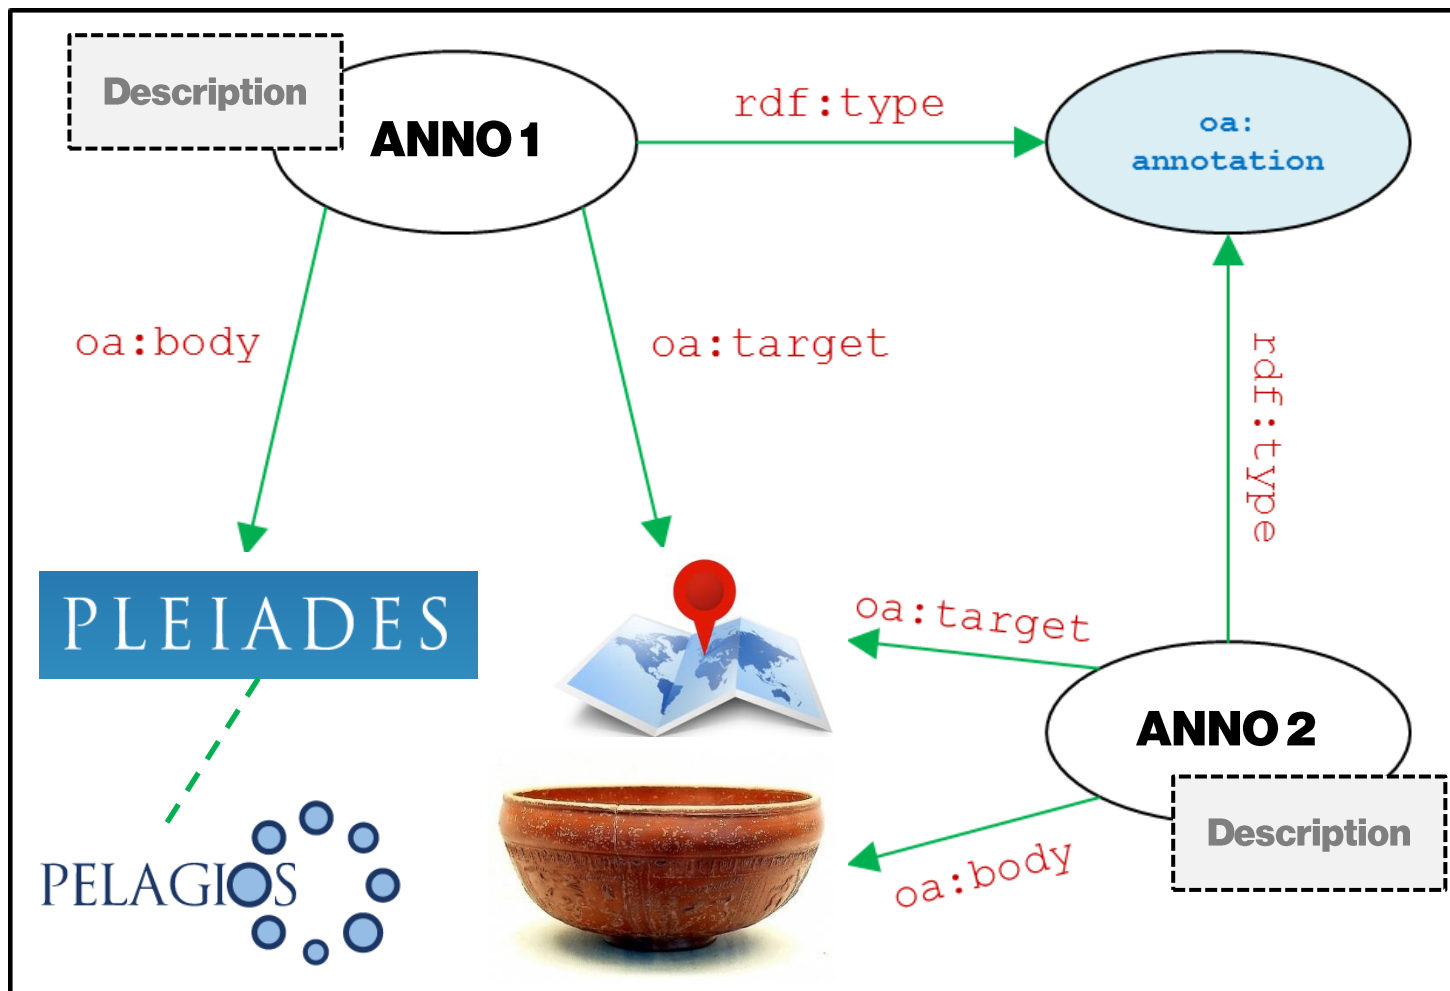 Description
ANNO 1
rdf:type
oa:
annotation
oa:body
oa:target
rdf:type
PLEIADES
oa:target
ANNO 2
Description
oa:body
PELAGIOS